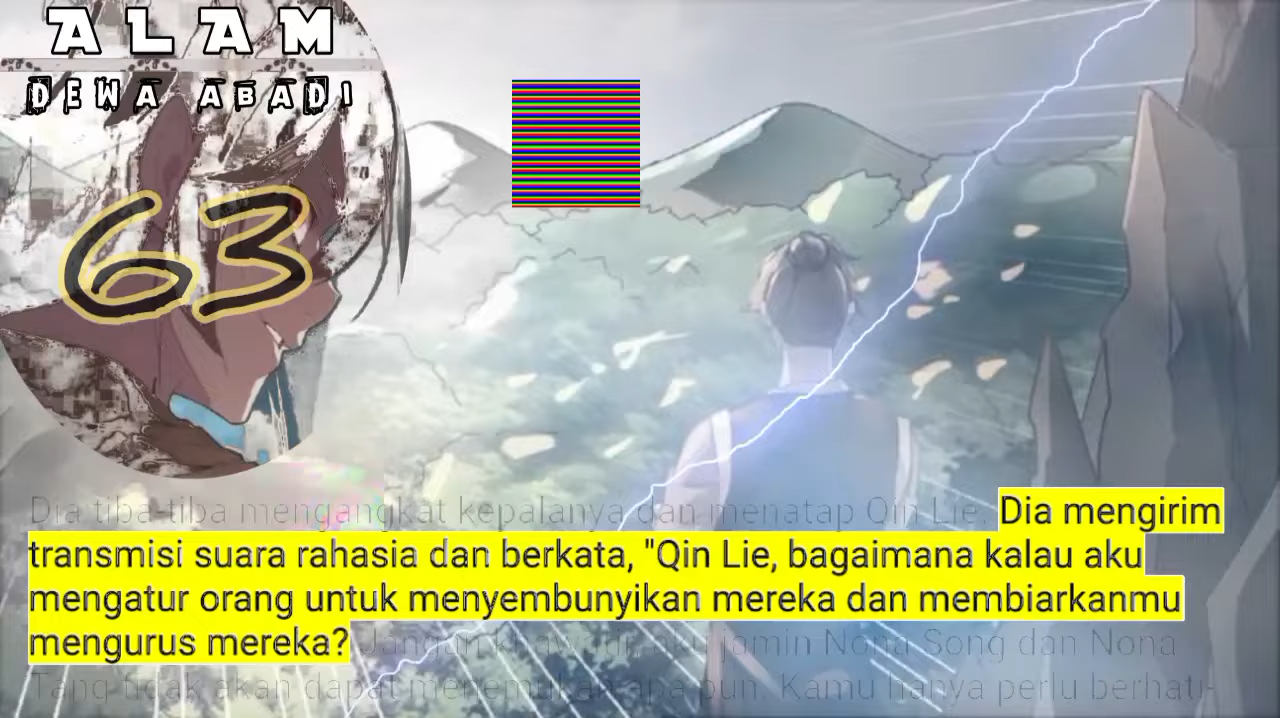 ALAM
DEWA ABADI
63
Dia tiba-tiba mengangkat kepalanya dan menatap Qin Lie. Dia mengirim
transmisi suara rahasia dan berkata, "Qin Lie, bagaimana kalau aku
mengatur orang untuk menyembunyikan mereka dan membiarkanmu
mengurus mereka? Jangan khawatir, aku jamin Nona Song dan Nona
Tang tidak akan dapat menemukan apa pun. Kamu hanya perlu berhati-